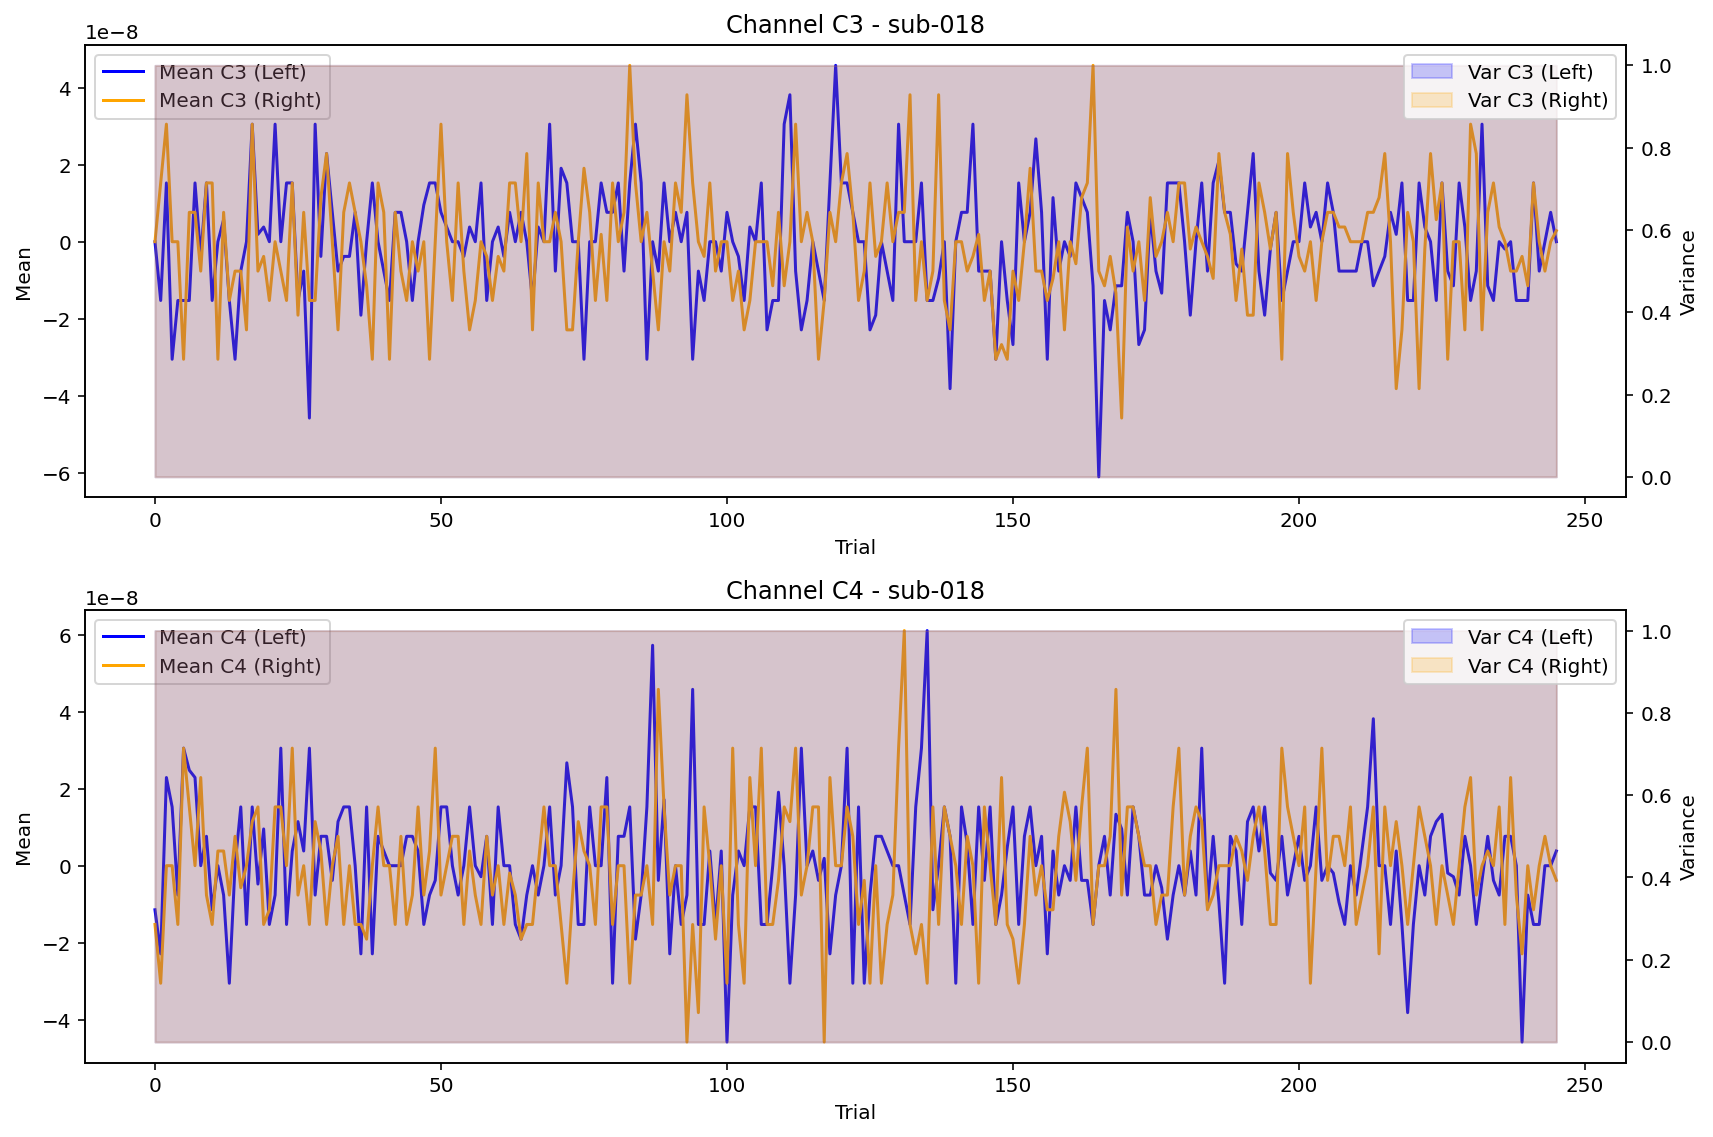 Channel C3 - sub-018
1e−8
Mean C3 (Left)
Mean C3 (Right)
Var C3 (Left)
Var C3 (Right)
4
2
0
−2
−4
−6
Mean
1.0
0.8
0.6
0.4
0.2
0.0
Variance
0 50 100 150 200 250
Trial
Channel C4 - sub-018
1e−8
Mean C4 (Left)
Mean C4 (Right)
Var C4 (Left)
Var C4 (Right)
6
4
2
0
−2
−4
Mean
1.0
0.8
0.6
0.4
0.2
0.0
Variance
0 50 100 150 200 250
Trial